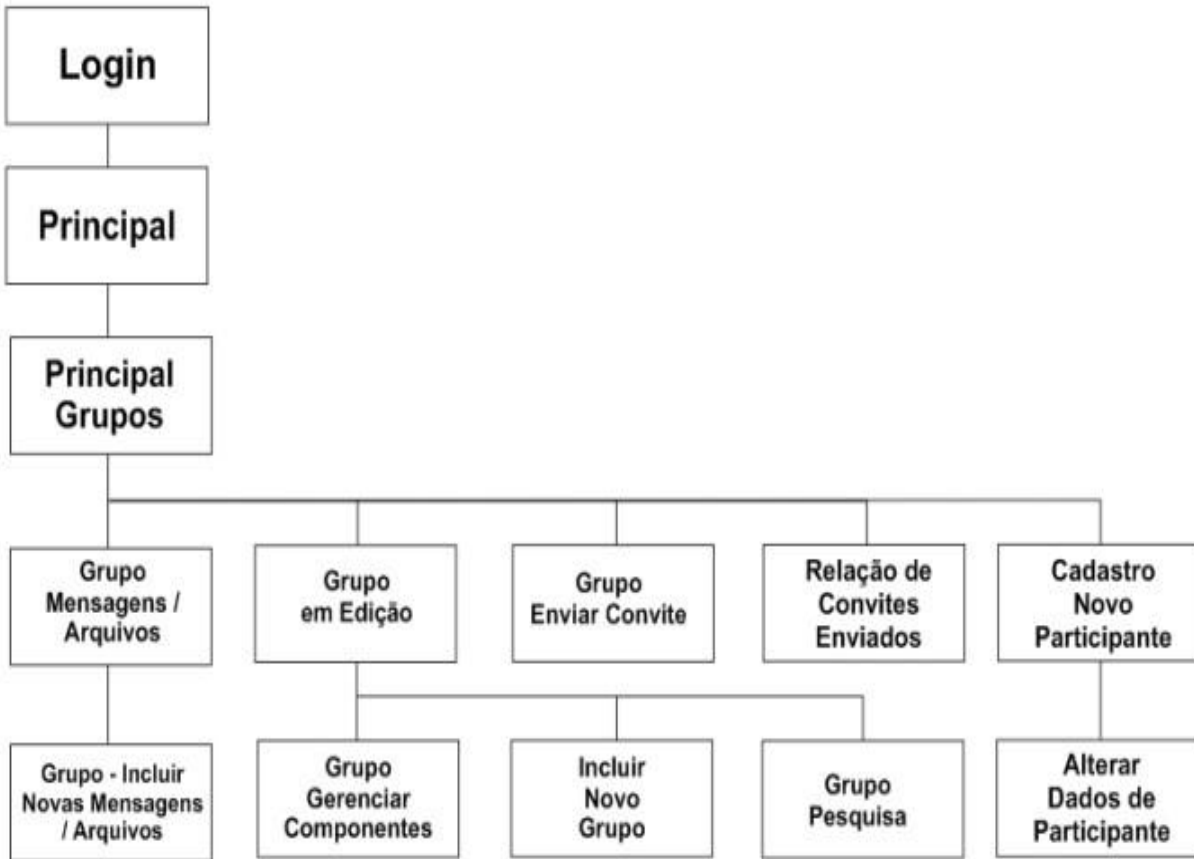 Login
Principal
Principal
Grupos
Grupo
Mensagens /
Arquivos
Grupo
em Edição
Grupo
Enviar Convite
Relação de
Convites
Enviados
Cadastro
Novo
Participante
Grupo - Incluir
Novas Mensagens
/ Arquivos
Grupo
Gerenciar
Componentes
Incluir
Novo
Grupo
Grupo
Pesquisa
Alterar
Dados de
Participante